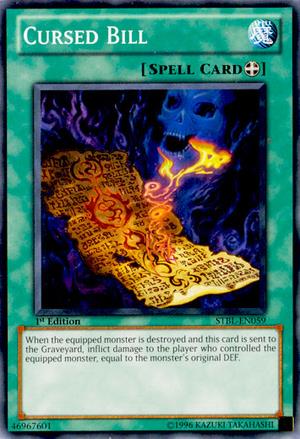 CURSED BILL
[SPELL CARD]
1st Edition
STBL-EN059
When the equipped monster is destroyed and this card is sent to
the Graveyard, inflict damage to the player who controlled the
equipped monster, equal to the monster's original DEF.
46967601
©1996 KAZUKI TAKAHASHI